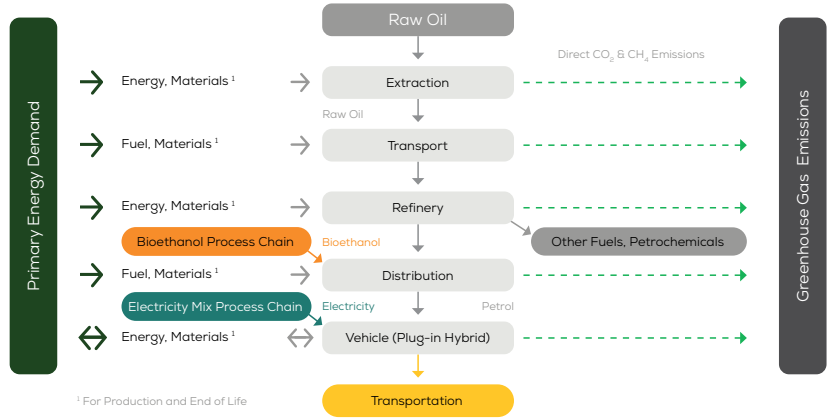 Raw Oil
Primary Energy Demand
Greenhouse Gas Emissions
Direct CO₂ & CH₄ Emissions
Energy, Materials ¹
Extraction
Raw Oil
Fuel, Materials ¹
Transport
Energy, Materials ¹
Refinery
Bioethanol Process Chain
Bioethanol
Other Fuels, Petrochemicals
Fuel, Materials ¹
Distribution
Electricity Mix Process Chain
Electricity
Petrol
Energy, Materials ¹
Vehicle (Plug-in Hybrid)
¹ For Production and End of Life
Transportation